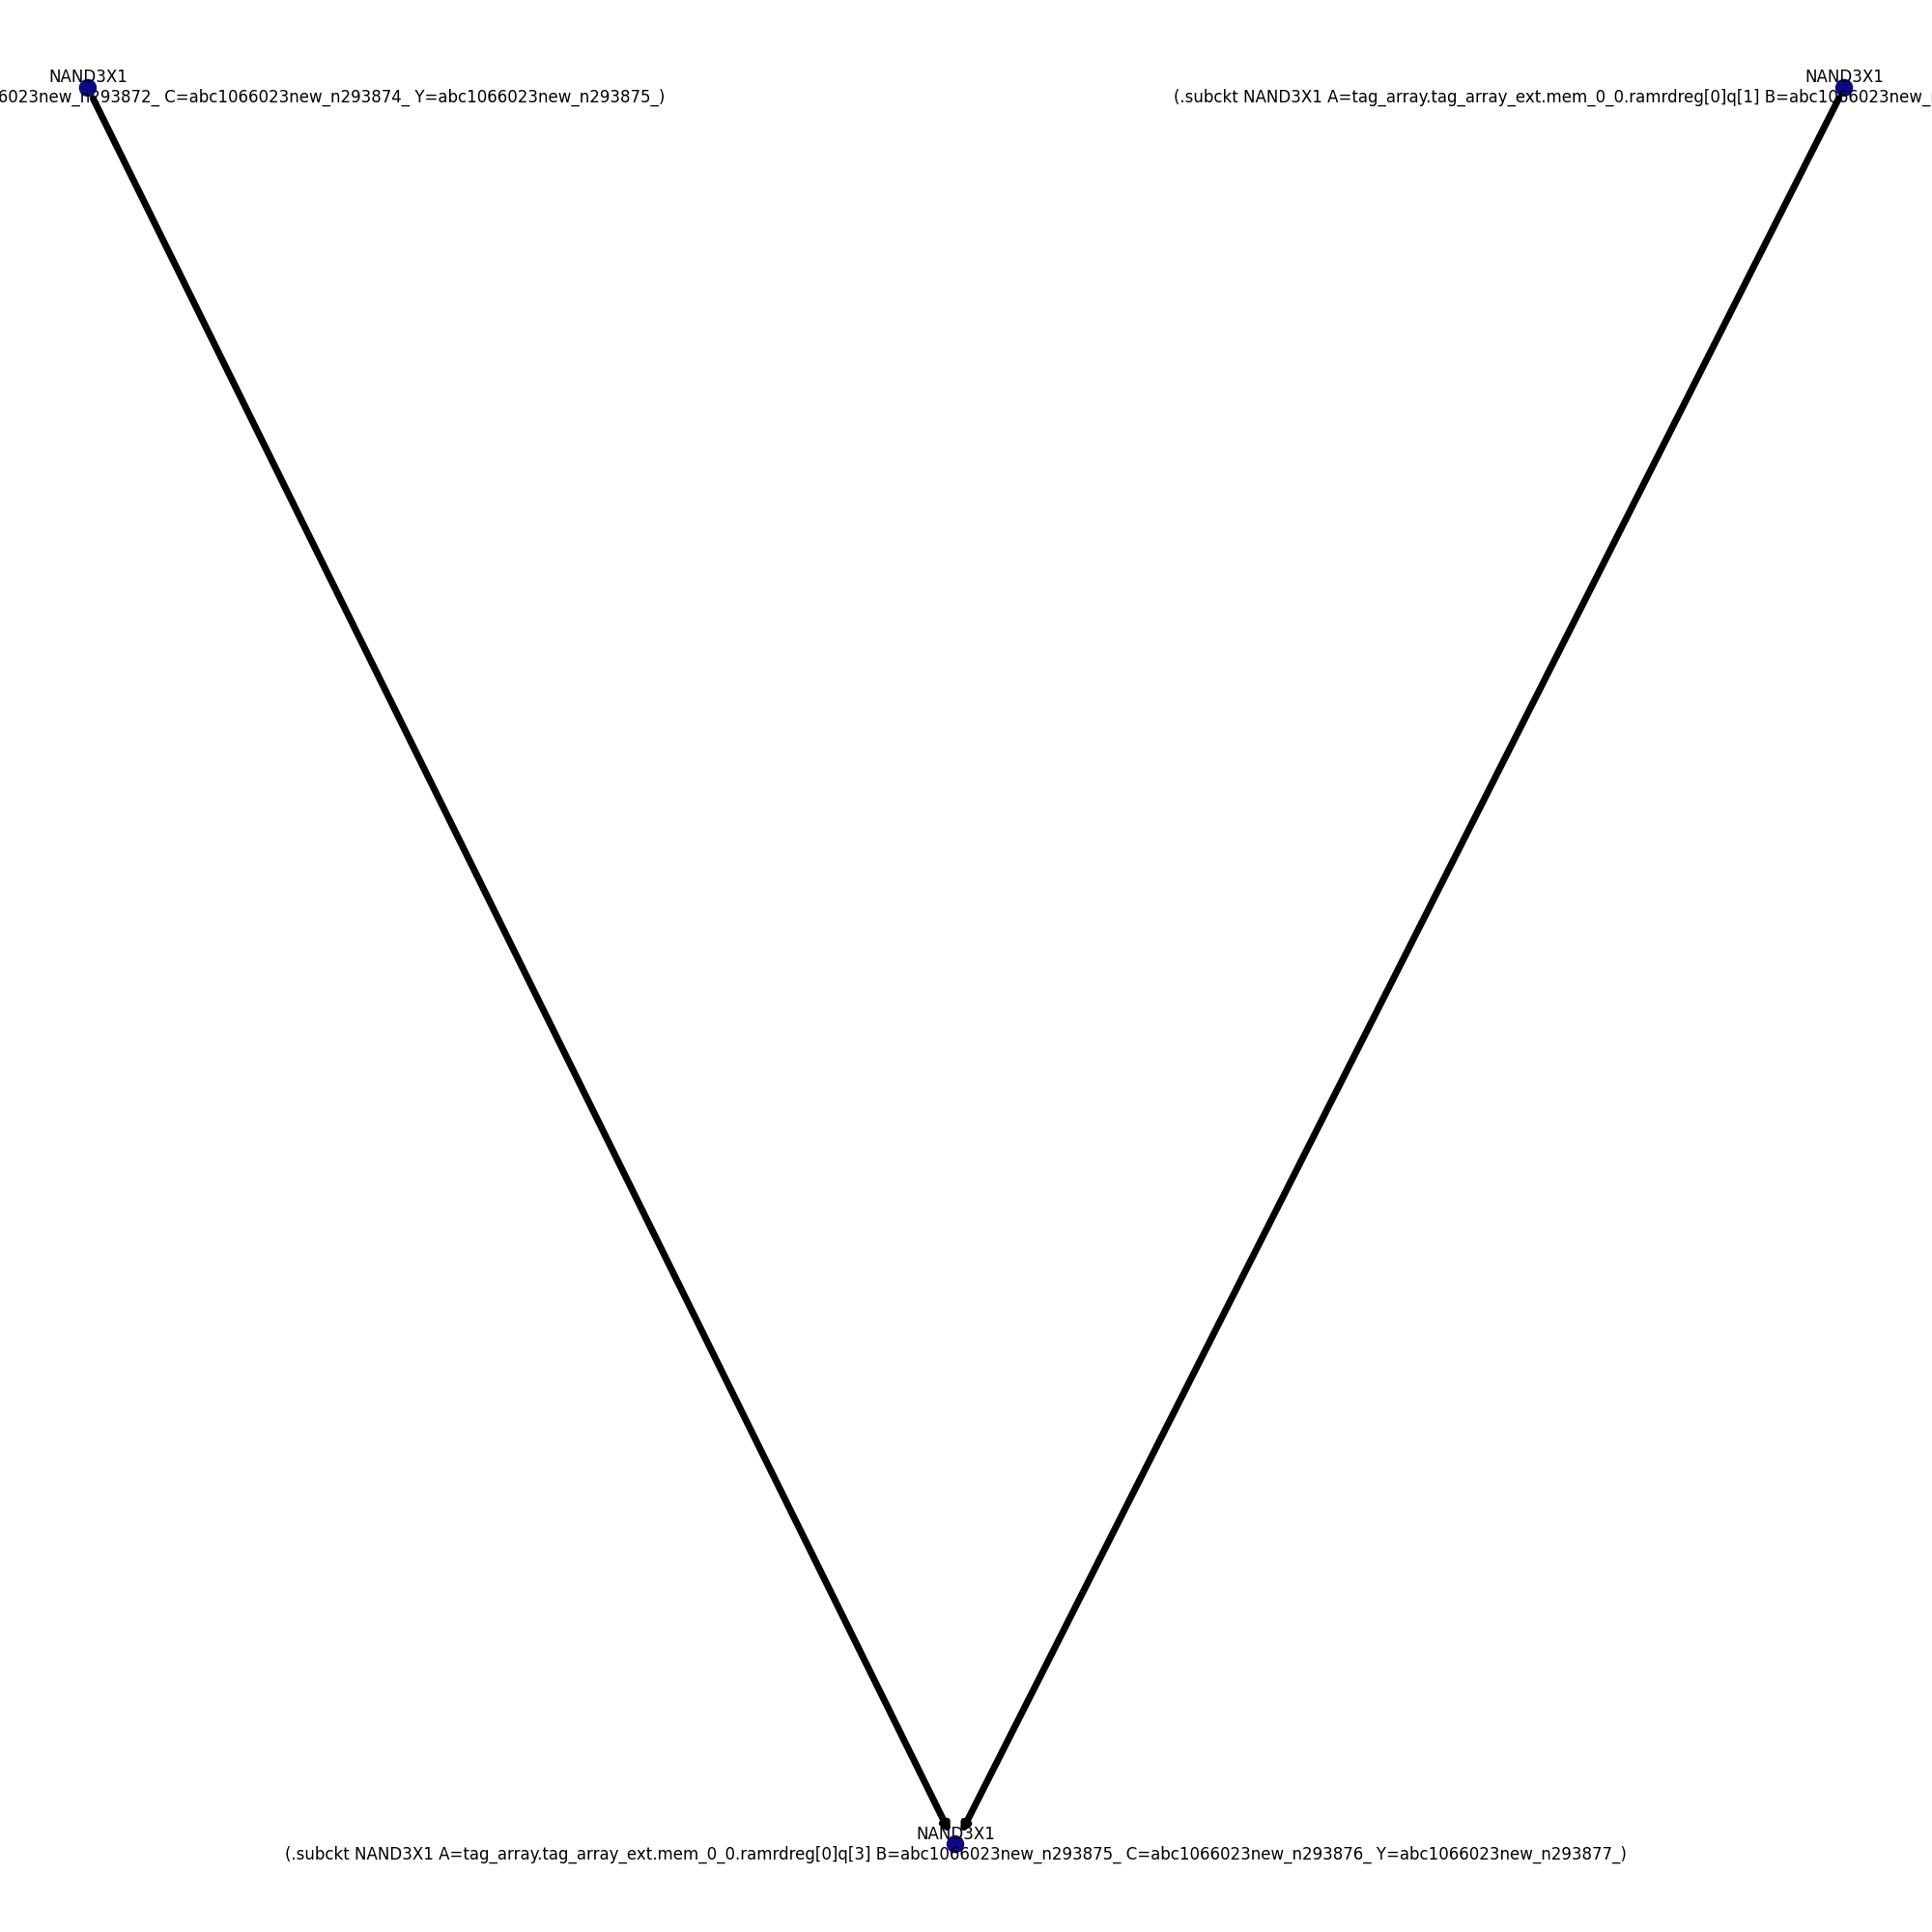 NAND3X1
6023new_n293872_ C=abc1066023new_n293874_ Y=abc1066023new_n293875_)
NAND3X1
(.subckt NAND3X1 A=tag_array.tag_array_ext.mem_0_0.ramrdreg[0]q[1] B=abc1066023new_
NAND3X1
(.subckt NAND3X1 A=tag_array.tag_array_ext.mem_0_0.ramrdreg[0]q[3] B=abc1066023new_n293875_ C=abc1066023new_n293876_ Y=abc1066023new_n293877_)